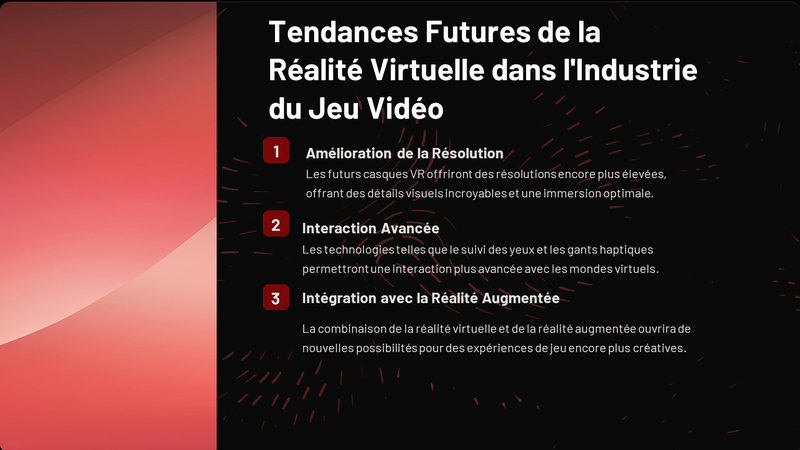 Tendances Futures de la
Réalité Virtuelle dans l'Industrie
du Jeu Vidéo
1
Amélioration de la Résolution
Les futurs casques VR offriront des résolutions encore plus élevées,
offrant des détails visuels incroyables et une immersion optimale.
2
Interaction Avancée
Les technologies telles que le suivi des yeux et les gants haptiques
permettront une interaction plus avancée avec les mondes virtuels.
3
Intégration avec la Réalité Augmentée
La combinaison de la réalité virtuelle et de la réalité augmentée ouvrira de
nouvelles possibilités pour des expériences de jeu encore plus créatives.